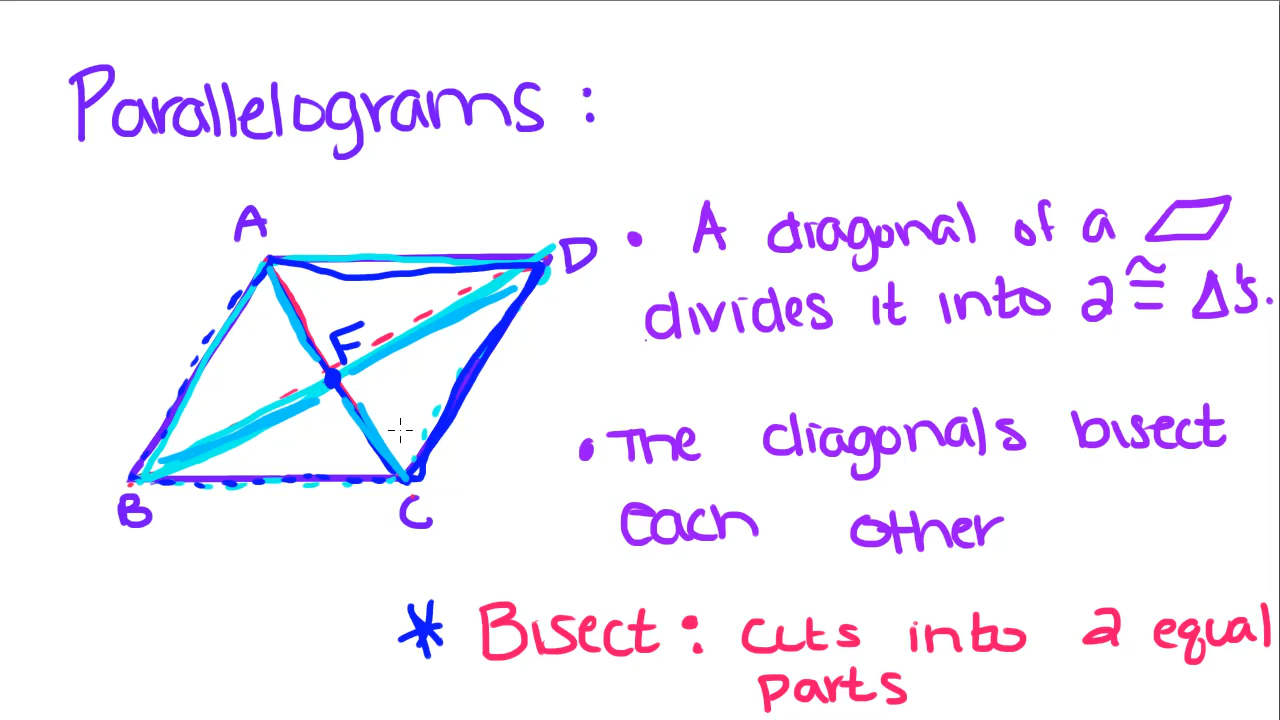 Parallelograms:
A
D
F
B
C
• A diagonal of a ▱
divides it into 2 ≅ Δ's.
• The diagonals bisect
each other
* Bisect: cuts into 2 equal
parts